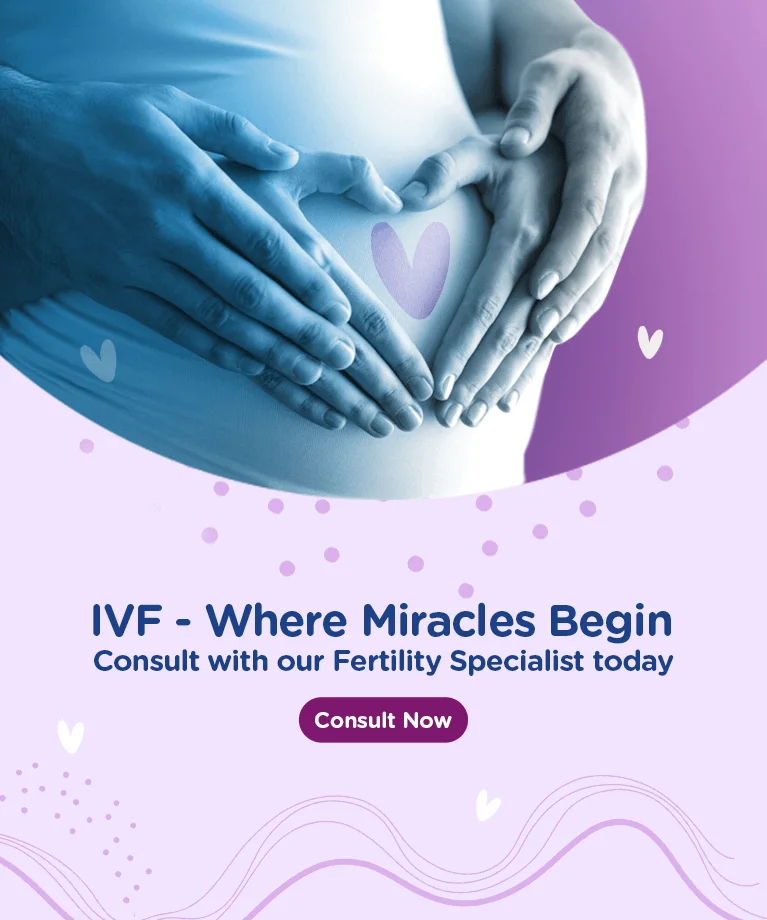 IVF - Where Miracles Begin
Consult with our Fertility Specialist today
Consult Now